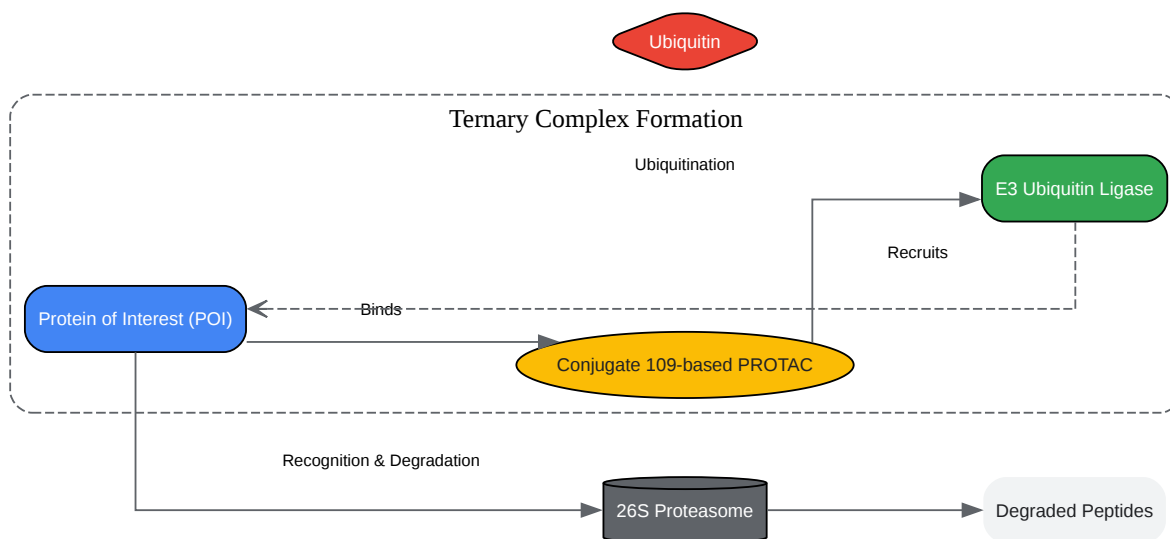 Ubiquitin
Ternary Complex Formation
Ubiquitination
E3 Ubiquitin Ligase
Recruits
Protein of Interest (POI)
Binds
Conjugate 109-based PROTAC
Recognition & Degradation
26S Proteasome
Degraded Peptides